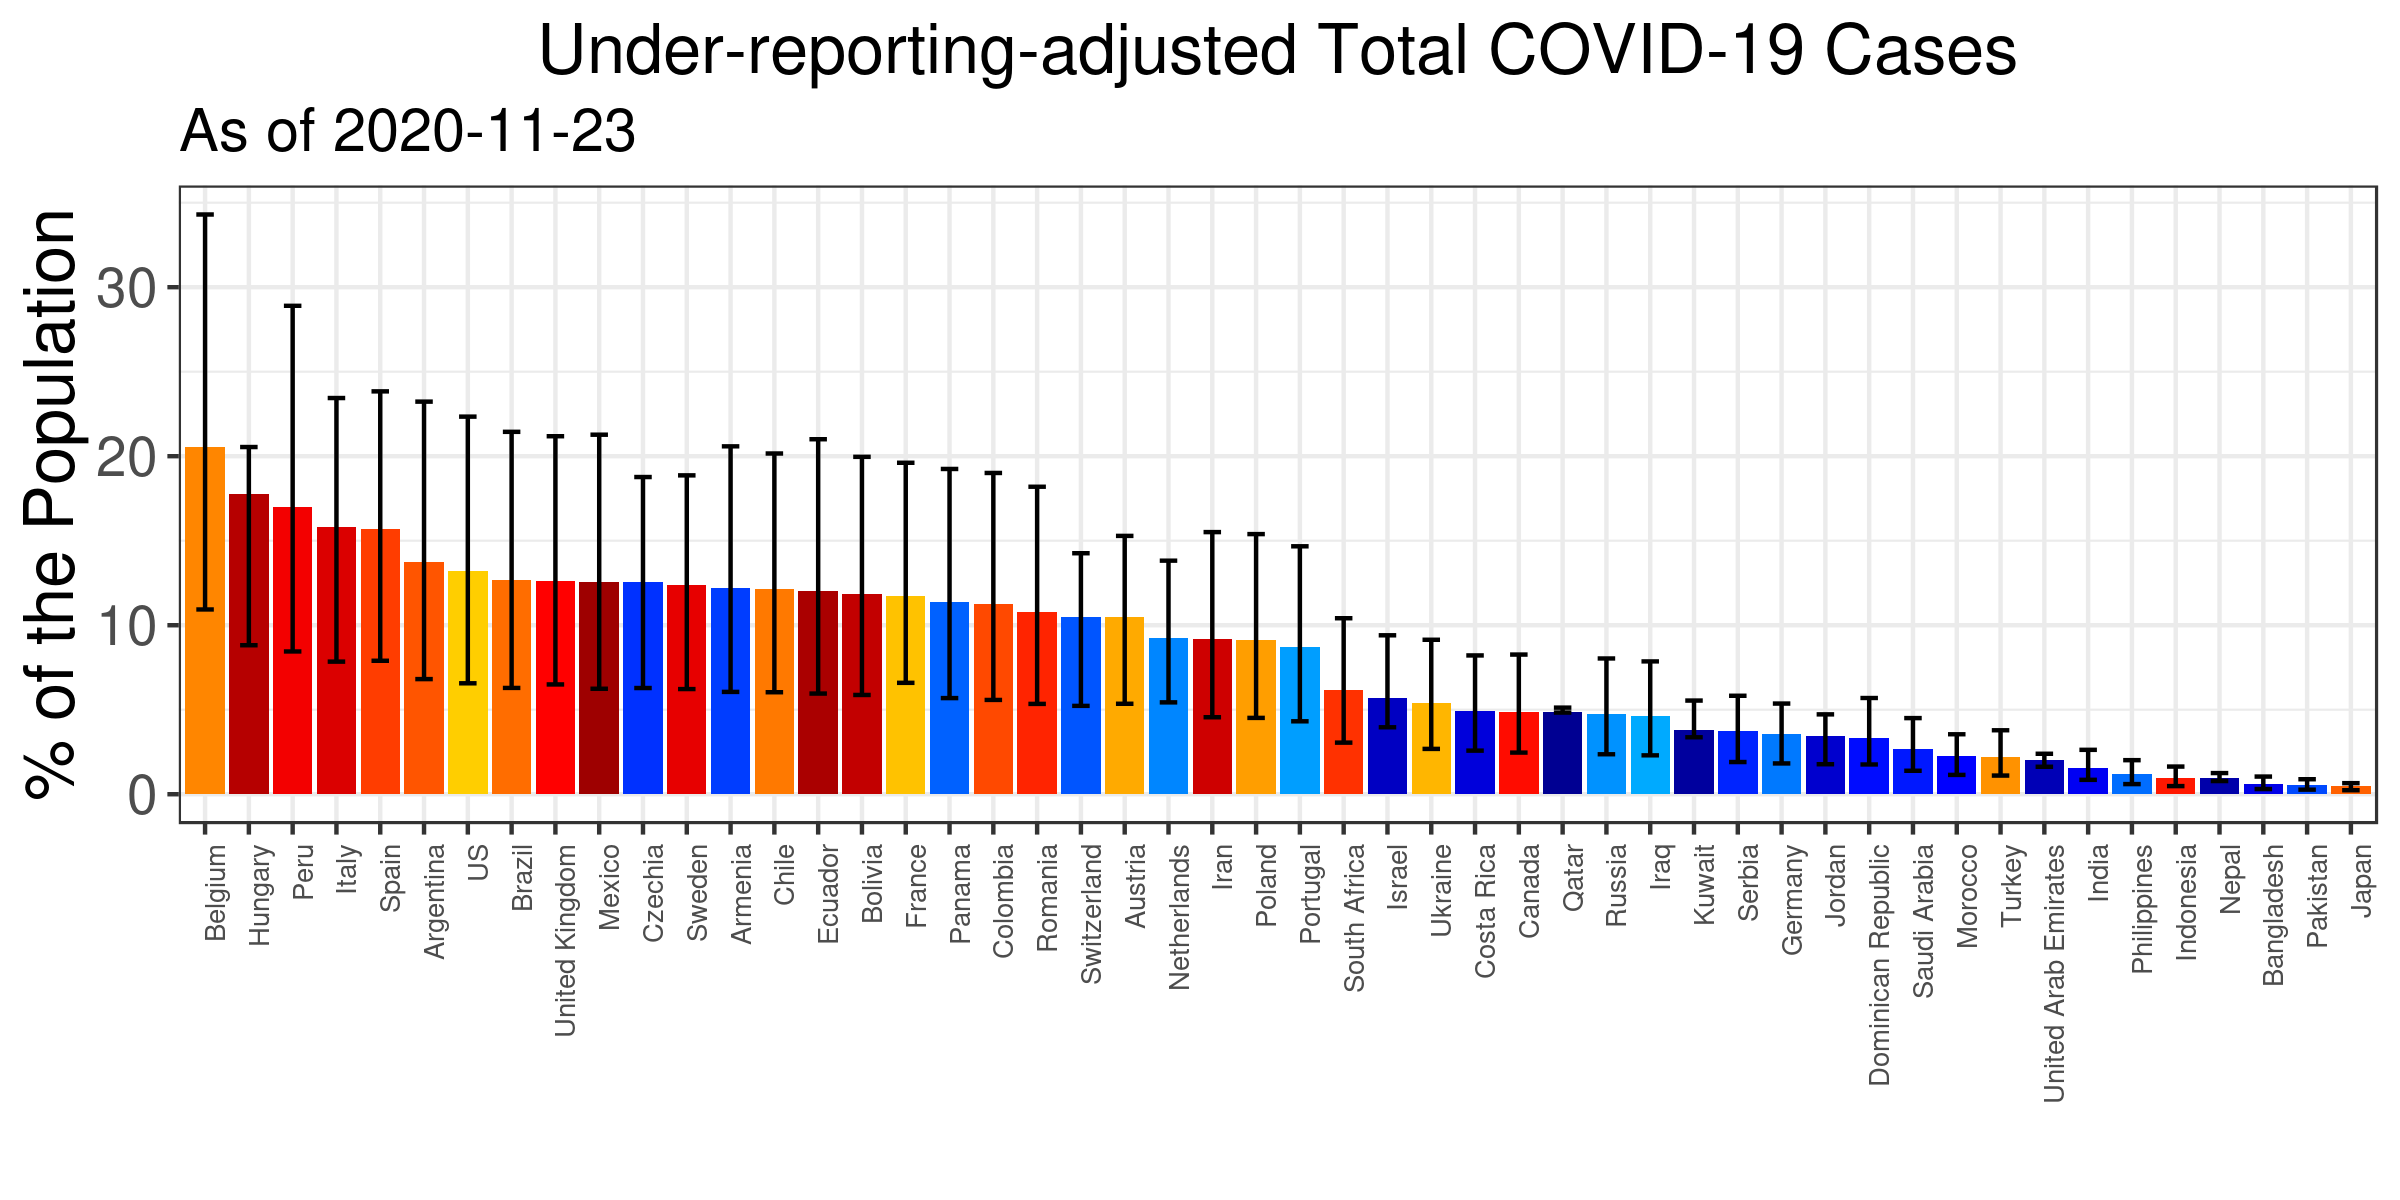 Under-reporting-adjusted Total COVID-19 Cases
As of 2020-11-23
% of the Population
30
20
10
0
Belgium
Hungary
Peru
Italy
Spain
Argentina
US
Brazil
United Kingdom
Mexico
Czechia
Sweden
Armenia
Chile
Ecuador
Bolivia
France
Panama
Colombia
Romania
Switzerland
Austria
Netherlands
Iran
Poland
Portugal
South Africa
Israel
Ukraine
Costa Rica
Canada
Qatar
Russia
Iraq
Kuwait
Serbia
Germany
Jordan
Dominican Republic
Saudi Arabia
Morocco
Turkey
United Arab Emirates
India
Philippines
Indonesia
Nepal
Bangladesh
Pakistan
Japan